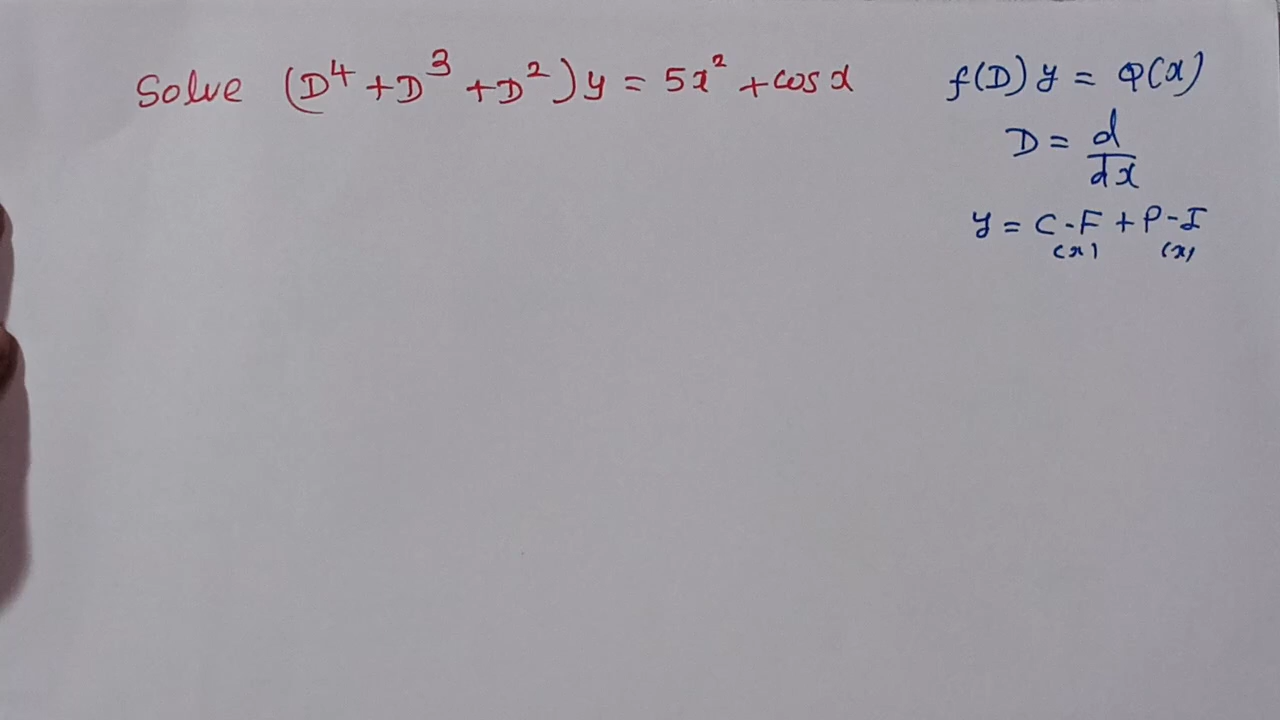 Solve (D⁴ + D³ + D²) y = 5x² + cos x
f(D) y = φ(x)
D = d/dx
y = C.F + P.I
(x) (x)